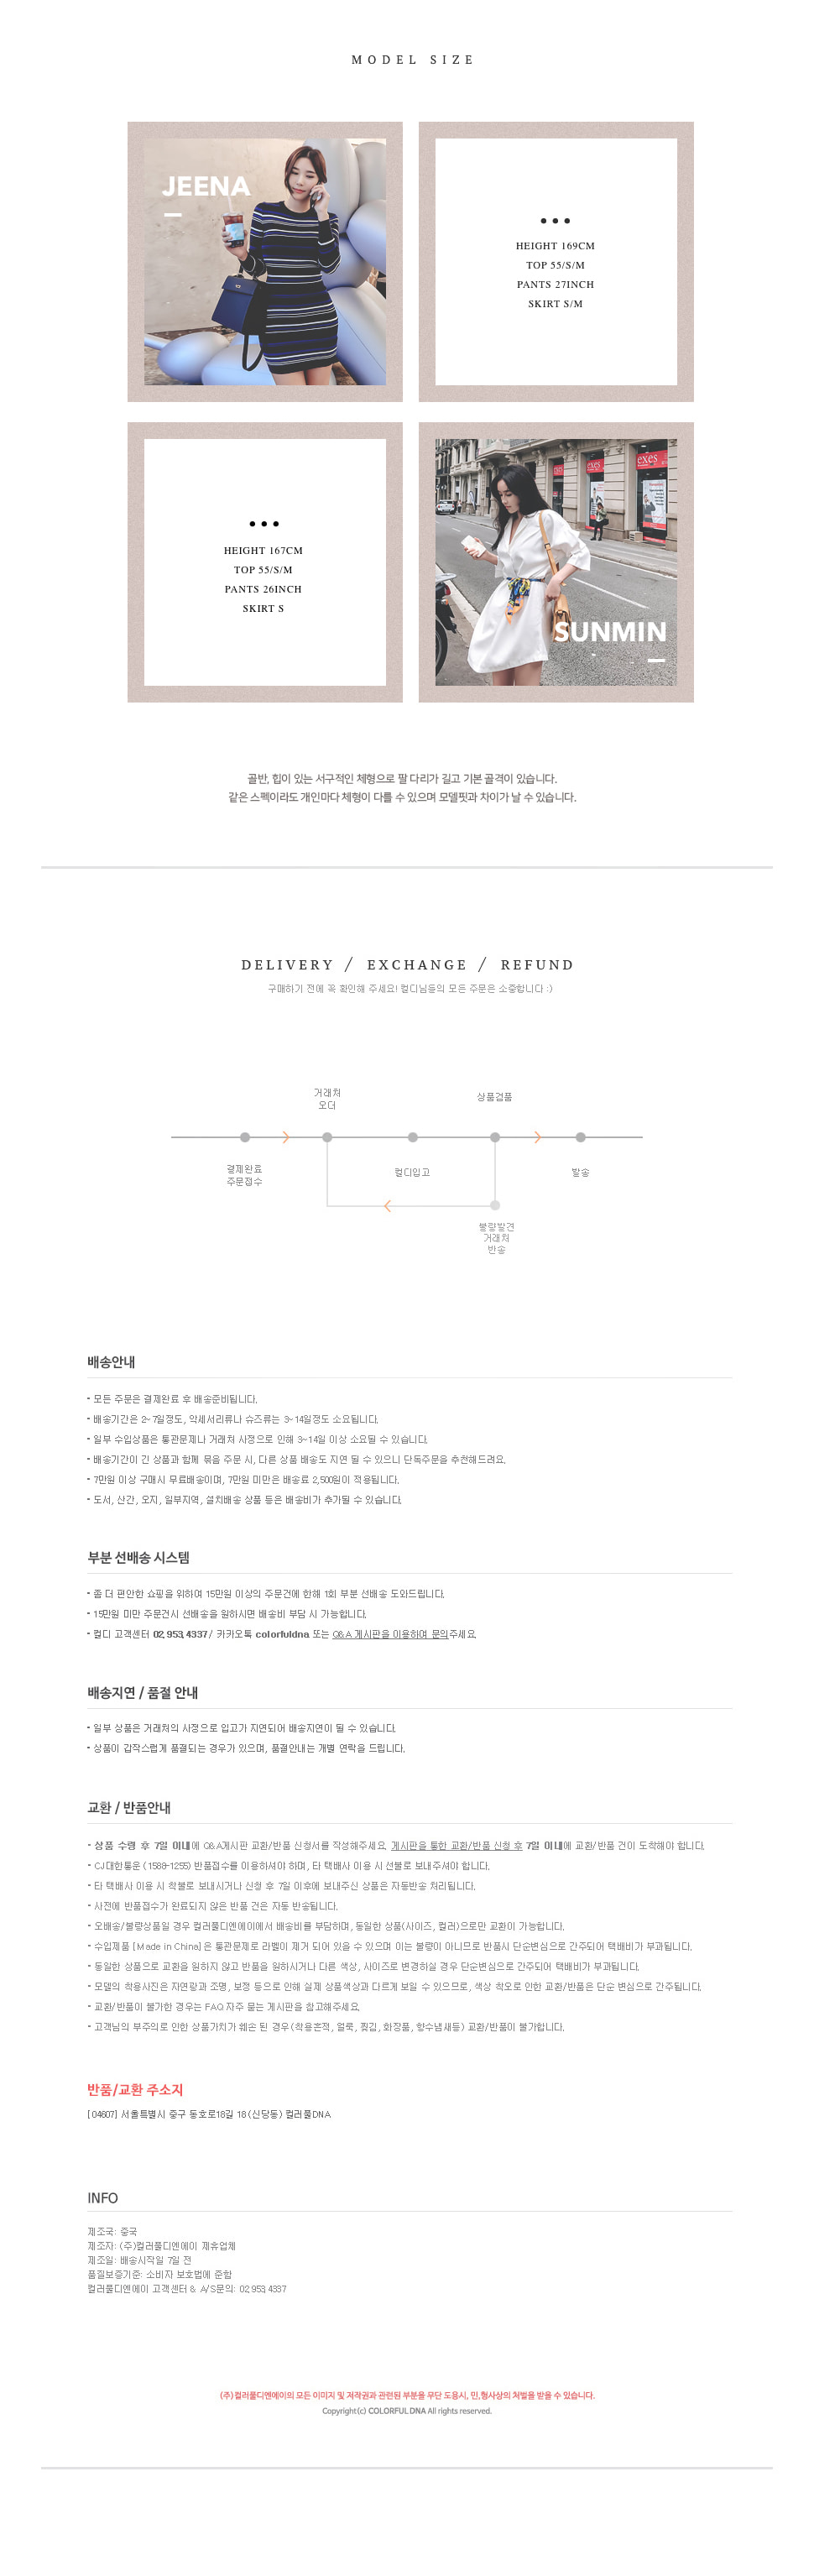 MODEL SIZE
JEENA
HEIGHT 169CM
TOP 55/S/M
PANTS 27INCH
SKIRT S/M
HEIGHT 167CM
TOP 55/S/M
PANTS 26INCH
SKIRT S
exes
exes
SUNMIN
골반, 힙이 있는 서구적인 체형으로 팔 다리가 길고 기본 골격이 있습니다.
같은 스펙이라도 개인마다 체형이 다를 수 있으며 모델핏과 차이가 날 수 있습니다.
DELIVERY / EXCHANGE / REFUND
구매하기 전에 꼭 확인해 주세요! 컬디님들의 모든 주문은 소중합니다 :)
거래처
오더
상품검품
결제완료
주문접수
컬디입고
발송
불량발견
거래처
반송
배송안내
- 모든 주문은 결제완료 후 배송준비됩니다.
- 배송기간은 2~7일정도, 악세서리류나 슈즈류는 3~14일정도 소요됩니다.
- 일부 수입상품은 통관문제나 거래처 사정으로 인해 3~14일 이상 소요될 수 있습니다.
- 배송기간이 긴 상품과 함께 묶음 주문 시, 다른 상품 배송도 지연 될 수 있으니 단독주문을 추천해드려요.
- 7만원 이상 구매시 무료배송이며, 7만원 미만은 배송료 2,500원이 적용됩니다.
- 도서, 산간, 오지, 일부지역, 설치배송 상품 등은 배송비가 추가될 수 있습니다.
부분 선배송 시스템
- 좀 더 편안한 쇼핑을 위하여 15만원 이상의 주문건에 한해 1회 부분 선배송 도와드립니다.
- 15만원 미만 주문건시 선배송을 원하시면 배송비 부담 시 가능합니다.
- 컬디 고객센터 02.953.4337 / 카카오톡 colorfuldna 또는 Q&A 게시판을 이용하여 문의주세요.
배송지연 / 품절 안내
- 일부 상품은 거래처의 사정으로 입고가 지연되어 배송지연이 될 수 있습니다.
- 상품이 갑작스럽게 품절되는 경우가 있으며, 품절안내는 개별 연락을 드립니다.
교환 / 반품안내
- 상품 수령 후 7일 이내에 Q&A게시판 교환/반품 신청서를 작성해주세요. 게시판을 통한 교환/반품 신청 후 7일 이내에 교환/반품 건이 도착해야 합니다.
- CJ대한통운 (1588-1255) 반품접수를 이용하셔야 하며, 타 택배사 이용 시 선불로 보내주셔야 합니다.
- 타 택배사 이용 시 착불로 보내시거나 신청 후 7일 이후에 보내주신 상품은 자동반송 처리됩니다.
- 사전에 반품접수가 완료되지 않은 반품 건은 자동 반송됩니다.
- 오배송/불량상품일 경우 컬러풀디엔에이에서 배송비를 부담하며, 동일한 상품(사이즈, 컬러)으로만 교환이 가능합니다.
- 수입제품 [Made in China] 은 통관문제로 라벨이 제거 되어 있을 수 있으며 이는 불량이 아니므로 반품시 단순변심으로 간주되어 택배비가 부과됩니다.
- 동일한 상품으로 교환을 원하지 않고 반품을 원하시거나 다른 색상, 사이즈로 변경하실 경우 단순변심으로 간주되어 택배비가 부과됩니다.
- 모델의 착용사진은 자연광과 조명, 보정 등으로 인해 실제 상품색상과 다르게 보일 수 있으므로, 색상 착오로 인한 교환/반품은 단순 변심으로 간주됩니다.
- 교환/반품이 불가한 경우는 FAQ 자주 묻는 게시판을 참고해주세요.
- 고객님의 부주의로 인한 상품가치가 훼손 된 경우 (착용흔적, 얼룩, 찢김, 화장품, 향수냄새등) 교환/반품이 불가합니다.
반품/교환 주소지
[04607] 서울특별시 중구 동호로18길 18 (신당동) 컬러풀DNA
INFO
제조국: 중국
제조자: (주)컬러풀디엔에이 제휴업체
제조일: 배송시작일 7일 전
품질보증기준: 소비자 보호법에 준함
컬러풀디엔에이 고객센터 & A/S문의: 02.953.4337
(주)컬러풀디엔에이의 모든 이미지 및 저작권과 관련된 부분을 무단 도용시, 민,형사상의 처벌을 받을 수 있습니다.
Copyright(c) COLORFUL DNA All rights reserved.